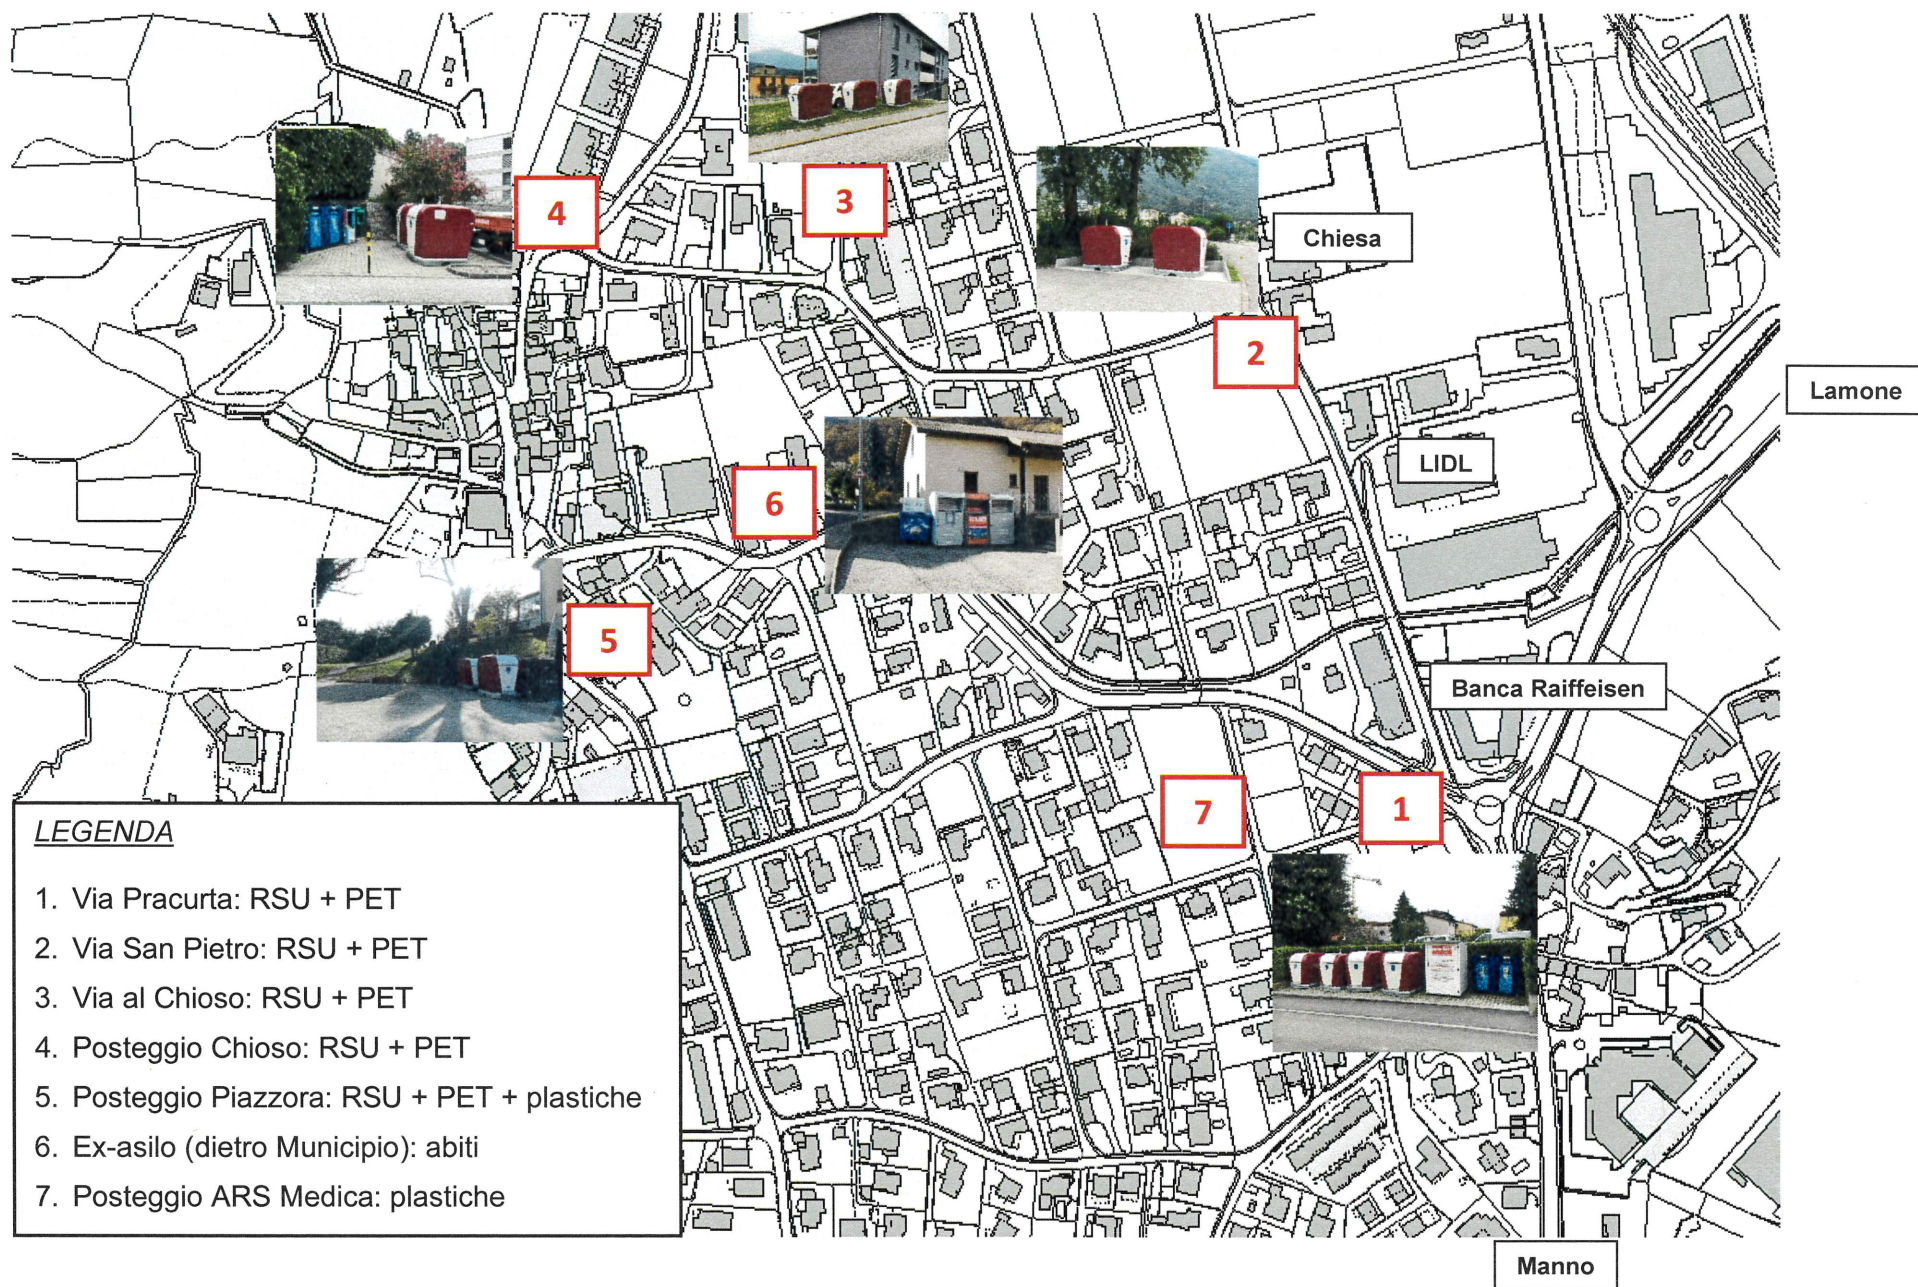 3
4
Chiesa
2
Lamone
LIDL
6
5
Banca Raiffeisen
7
1
LEGENDA
1. Via Pracurta: RSU + PET
2. Via San Pietro: RSU + PET
3. Via al Chioso: RSU + PET
4. Posteggio Chioso: RSU + PET
5. Posteggio Piazzora: RSU + PET + plastiche
6. Ex-asilo (dietro Municipio): abiti
7. Posteggio ARS Medica: plastiche
Manno